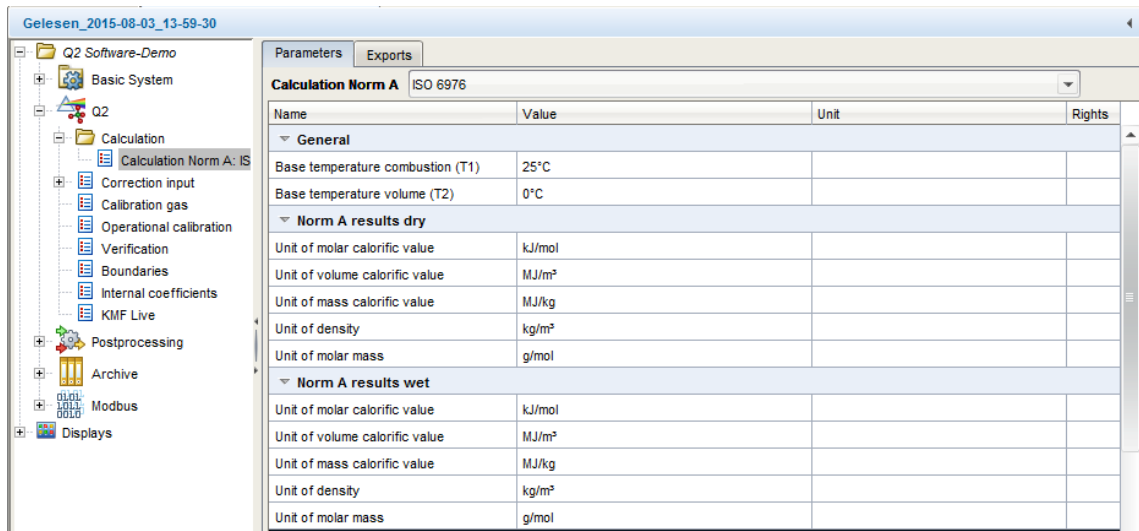 Gelesen_2015-08-03_13-59-30
Q2 Software-Demo
Basic System
Q2
Calculation
Calculation Norm A: IS
Correction input
Calibration gas
Operational calibration
Verification
Boundaries
Internal coefficients
KMF Live
Postprocessing
Archive
0101
1011
0010
Modbus
Displays
Parameters Exports
Calculation Norm A ISO 6976
Name Value Unit Rights
General
Base temperature combustion (T1) 25°C
Base temperature volume (T2) 0°C
Norm A results dry
Unit of molar calorific value kJ/mol
Unit of volume calorific value MJ/m³
Unit of mass calorific value MJ/kg
Unit of density kg/m³
Unit of molar mass g/mol
Norm A results wet
Unit of molar calorific value kJ/mol
Unit of volume calorific value MJ/m³
Unit of mass calorific value MJ/kg
Unit of density kg/m³
Unit of molar mass g/mol